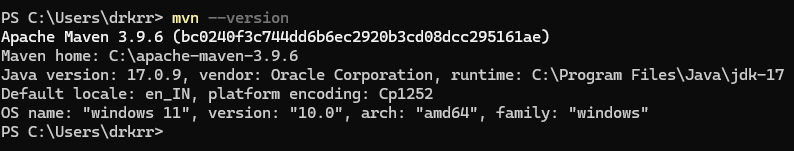 PS C:\Users\drkrr> mvn --version
Apache Maven 3.9.6 (bc0240f3c744dd6b6ec2920b3cd08dcc295161ae)
Maven home: C:\apache-maven-3.9.6
Java version: 17.0.9, vendor: Oracle Corporation, runtime: C:\Program Files\Java\jdk-17
Default locale: en_IN, platform encoding: Cp1252
OS name: "windows 11", version: "10.0", arch: "amd64", family: "windows"
PS C:\Users\drkrr>